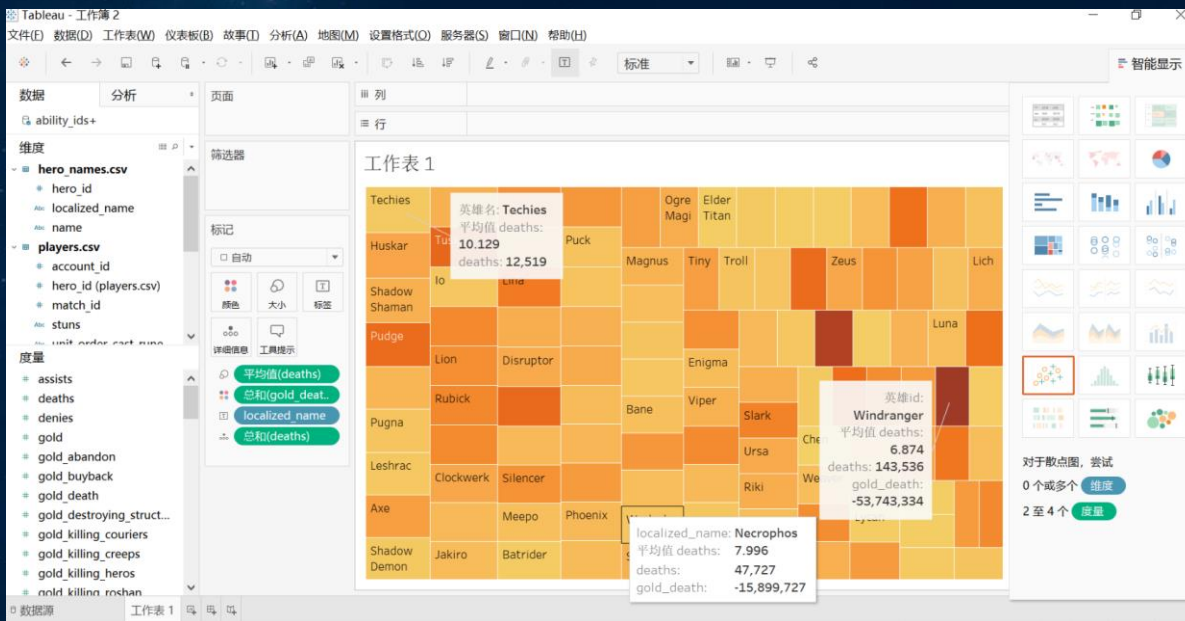 Tableau - 工作簿 2
文件(F) 数据(D) 工作表(W) 仪表板(B) 故事(T) 分析(A) 地图(M) 设置格式(O) 服务器(S) 窗口(N) 帮助(H)
标准
智能显示
数据 分析
ability_ids+
维度
hero_names.csv
hero_id
Abc localized_name
Abc name
players.csv
account_id
hero_id (players.csv)
match_id
Abc stuns
度量
assists
deaths
denies
gold
gold_abandon
gold_buyback
gold_death
gold_destroying_struct...
gold_killing_couriers
gold_killing_creeps
gold_killing_heros
gold_killing_roshan
页面
筛选器
标记
自动
颜色 大小 标签
详细信息 工具提示
平均值(deaths)
总和(gold_deat..
localized_name
总和(deaths)
列
行
工作表 1
Techies
Huskar
Shadow
Shaman
Pudge
Pugna
Leshrac
Axe
Shadow
Demon
Io
Lion
Rubick
Clockwerk
Jakiro
Lina
Disruptor
Silencer
Meepo
Batrider
Puck
Phoenix
Magnus
Bane
Ogre
Magi
Elder
Titan
Tiny
Troll
Enigma
Viper
Zeus
Slark
Ursa
Riki
Luna
Lich
英雄名: Techies
平均值 deaths:
10.129
deaths: 12,519
英雄id:
Windranger
平均值 deaths:
6.874
deaths: 143,536
gold_death:
-53,743,334
localized_name: Necrophos
平均值 deaths: 7.996
deaths: 47,727
gold_death: -15,899,727
对于散点图，尝试
0 个或多个 维度
2 至 4 个 度量
数据源
工作表 1